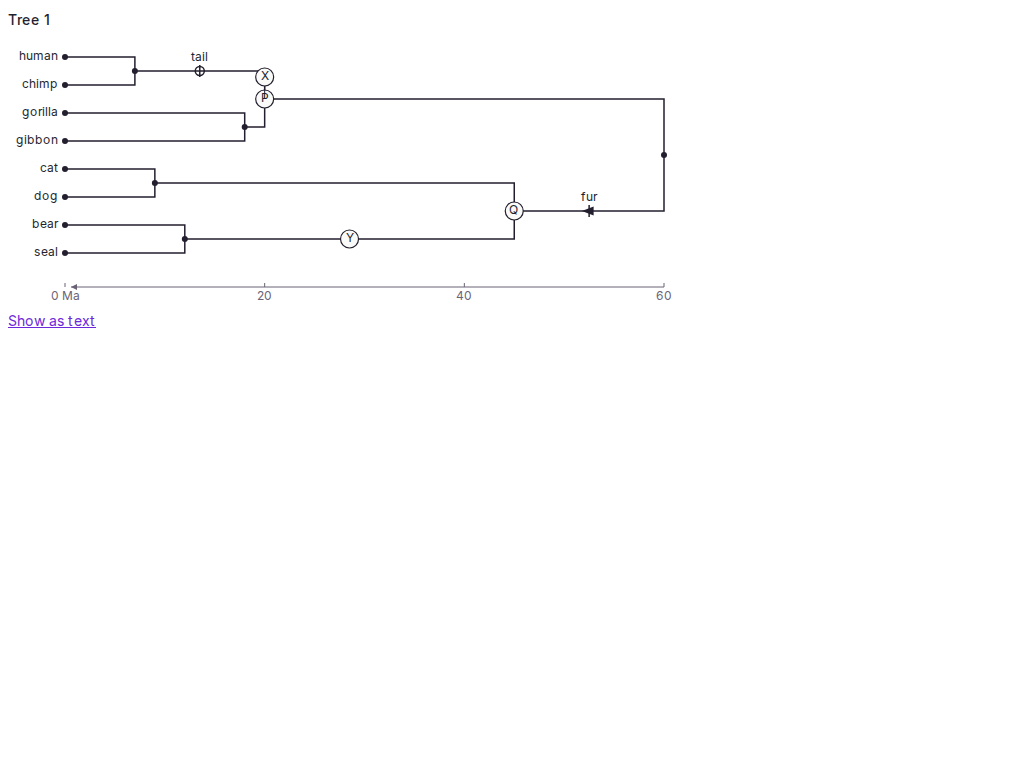 Tree 1
tail
human
X
chimp
P
gorilla
gibbon
cat
dog
fur
Q
bear
Y
seal
0 Ma 20 40 60
Show as text